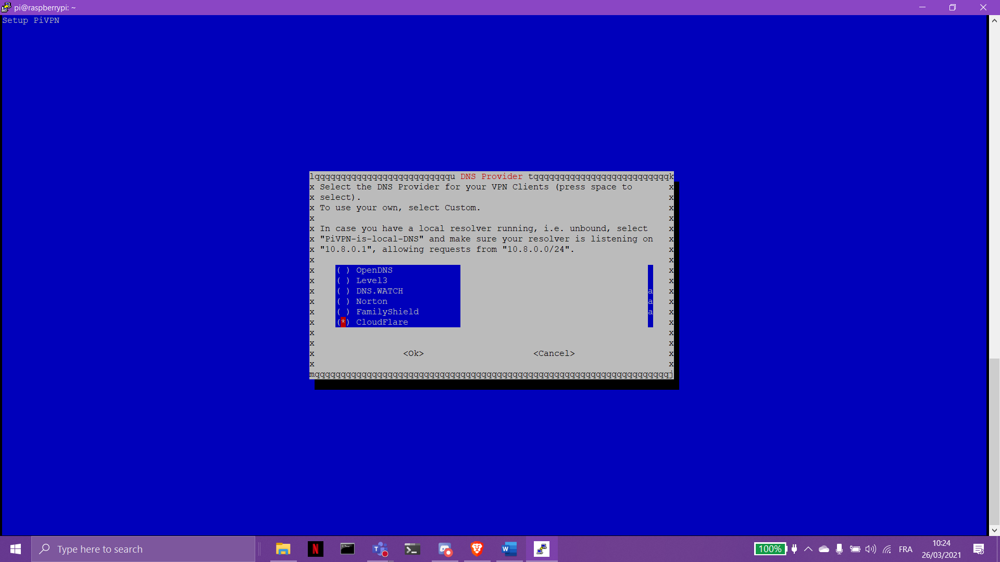 pi@raspberrypi: ~
Setup PiVPN
lqqqqqqqqqqqqqqqqqqqqqqqqqqu DNS Provider tqqqqqqqqqqqqqqqqqqqqqqqqqqk
x Select the DNS Provider for your VPN Clients (press space to x
x select). x
x To use your own, select Custom. x
x x
x In case you have a local resolver running, i.e. unbound, select x
x "PiVPN-is-local-DNS" and make sure your resolver is listening on x
x "10.8.0.1", allowing requests from "10.8.0.0/24". x
x x
x ( ) OpenDNS x
x ( ) Level3 x
x ( ) DNS.WATCH a x
x ( ) Norton a x
x ( ) FamilyShield a x
x (*) CloudFlare x
x x
x x
x <Ok> <Cancel> x
x x
mqqqqqqqqqqqqqqqqqqqqqqqqqqqqqqqqqqqqqqqqqqqqqqqqqqqqqqqqqqqqqqqqqqqqj
Type here to search
100%
FRA
10:24
26/03/2021